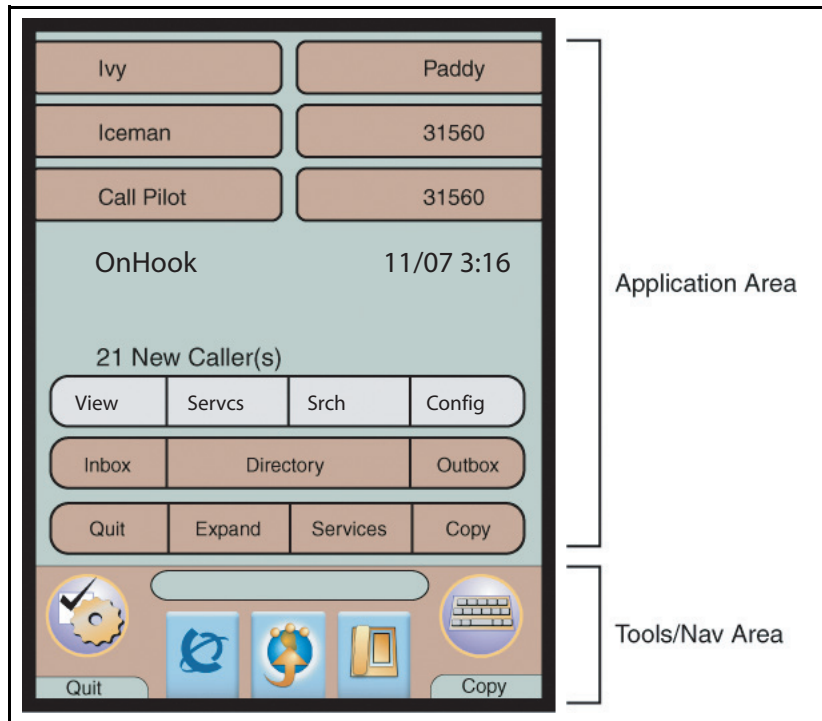 Ivy Paddy
Iceman 31560
Call Pilot 31560
OnHook 11/07 3:16
Application Area
21 New Caller(s)
View Servcs Srch Config
Inbox Directory Outbox
Quit Expand Services Copy
Tools/Nav Area
Quit Copy